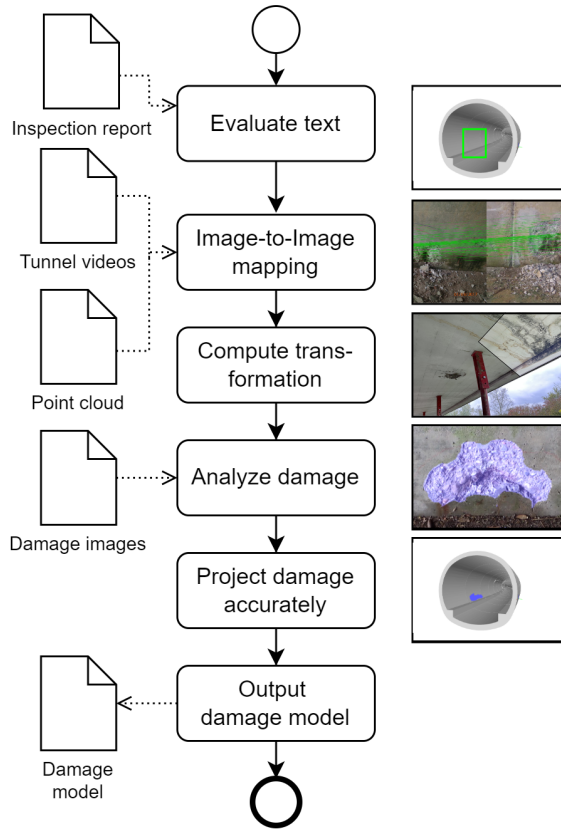 Inspection report
Evaluate text
Tunnel videos
Image-to-Image
mapping
Point cloud
Compute trans-
formation
Damage images
Analyze damage
Project damage
accurately
Output
damage model
Damage
model